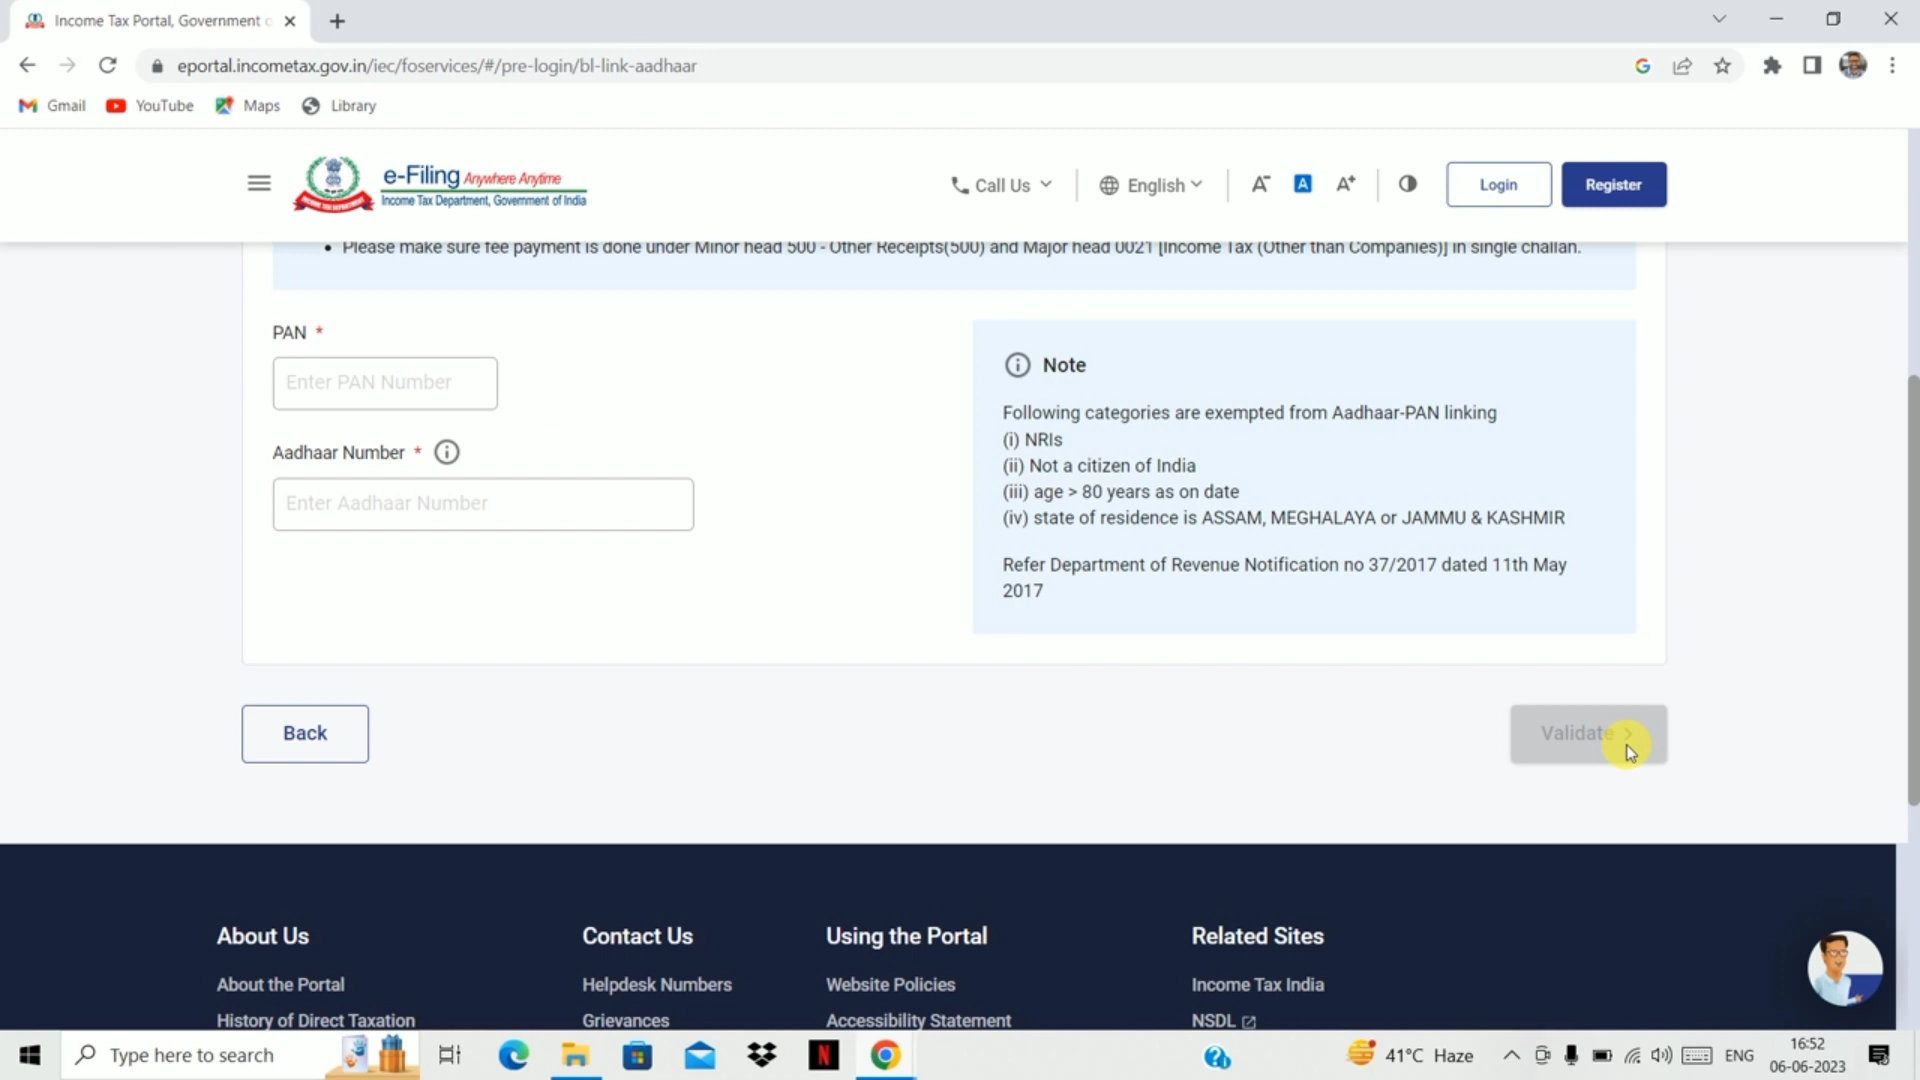 Income Tax Portal, Government o
eportal.incometax.gov.in/iec/foservices/#/pre-login/bl-link-aadhaar
Gmail YouTube Maps Library
e-Filing Anywhere Anytime
Income Tax Department, Government of India
Call Us English A- A A+ Login Register
Please make sure fee payment is done under Minor head 500 - Other Receipts(500) and Major head 0021 [Income Tax (Other than Companies)] in single challan.
PAN *
Enter PAN Number
Aadhaar Number *
Enter Aadhaar Number
Note
Following categories are exempted from Aadhaar-PAN linking
(i) NRIs
(ii) Not a citizen of India
(iii) age > 80 years as on date
(iv) state of residence is ASSAM, MEGHALAYA or JAMMU & KASHMIR
Refer Department of Revenue Notification no 37/2017 dated 11th May
2017
Back
Validate >
About Us
About the Portal
History of Direct Taxation
Contact Us
Helpdesk Numbers
Grievances
Using the Portal
Website Policies
Accessibility Statement
Related Sites
Income Tax India
NSDL
Type here to search
41°C Haze
ENG
16:52
06-06-2023